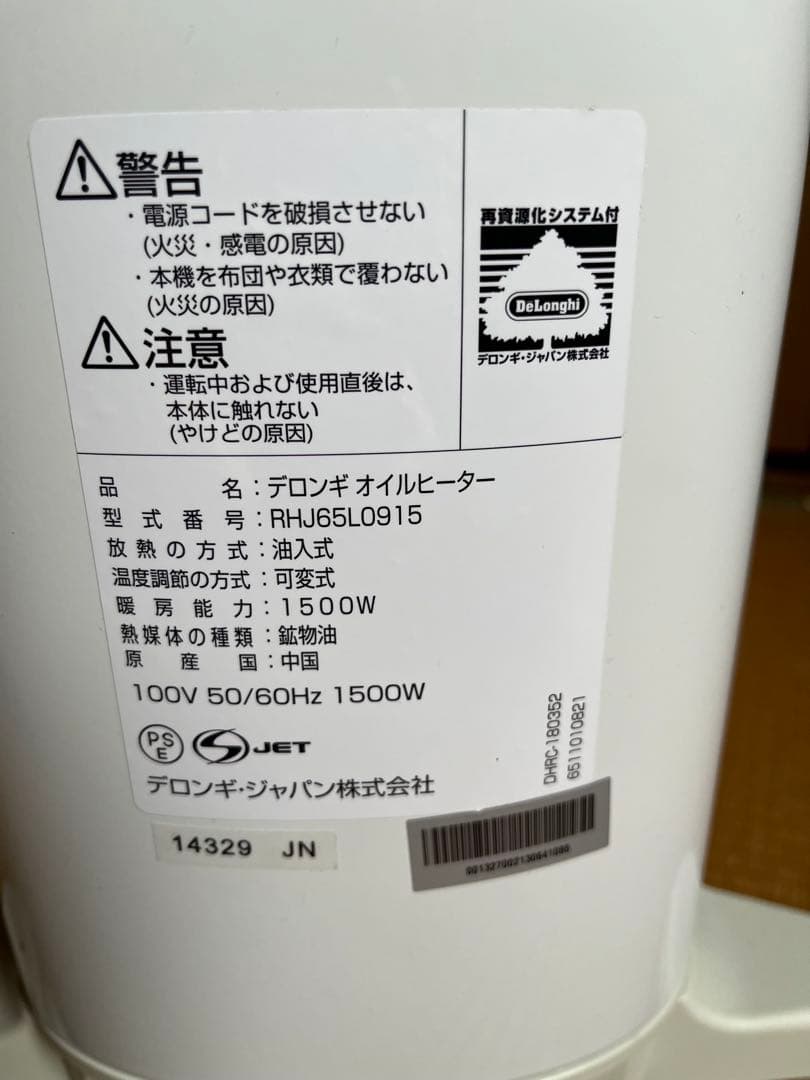 警告
・電源コードを破損させない
(火災・感電の原因)
・本機を布団や衣類で覆わない
(火災の原因)
注意
・運転中および使用直後は、
本体に触れない
(やけどの原因)
再資源化システム付
DeLonghi
デロンギ・ジャパン株式会社
品名：デロンギ オイルヒーター
型式番号：RHJ65L0915
放熱の方式：油入式
温度調節の方式：可変式
暖房能力：1500W
熱媒体の種類：鉱物油
原産国：中国
100V 50/60Hz 1500W
PSE JET
デロンギ・ジャパン株式会社
DHRC-180352
6511010821
14329 JN